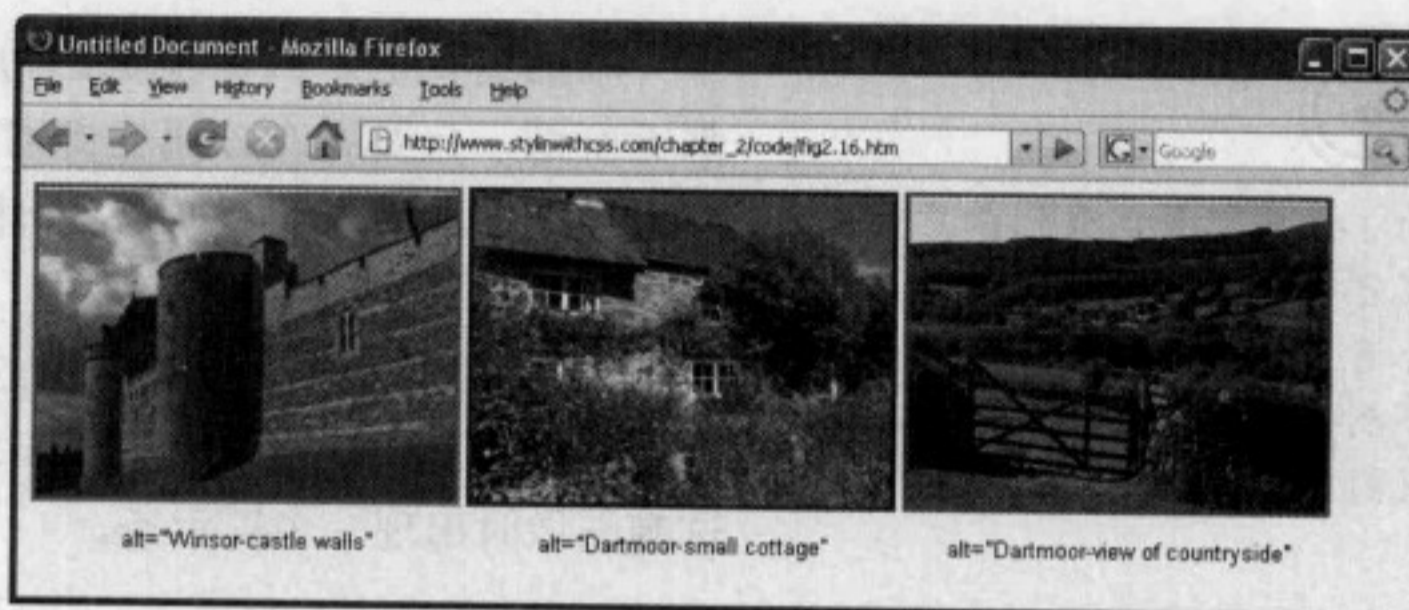 Untitled Document - Mozilla Firefox
File Edit View History Bookmarks Tools Help
http://www.stylinwithcss.com/chapter_2/code/fig2.16.htm
G Google
alt="Winsor-castle walls" alt="Dartmoor-small cottage" alt="Dartmoor-view of countryside"